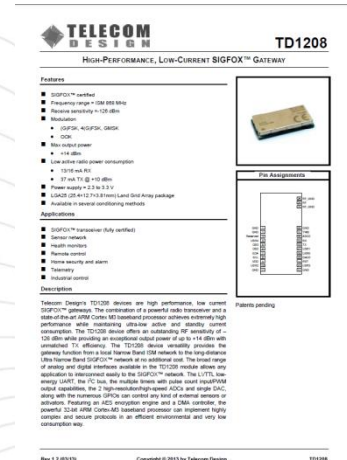 TELECOM
DESIGN
TD1208
HIGH-PERFORMANCE, LOW-CURRENT SIGFOX™ GATEWAY
Features
■ SIGFOX™ certified
■ Frequency range = ISM 868 MHz
■ Receive sensitivity =-126 dBm
■ Modulation
● (G)FSK, 4(G)FSK, GMSK
● OOK
■ Max output power
● +14 dBm
■ Low active radio power consumption
● 13/16 mA RX
● 37 mA TX @ +10 dBm
■ Power supply = 2.3 to 3.3 V
■ LGA25 (25.4×12.7×3.81mm) Land Grid Array package
■ Available in several conditioning methods
Applications
■ SIGFOX™ transceiver (fully certified)
■ Sensor network
■ Health monitors
■ Remote control
■ Home security and alarm
■ Telemetry
■ Industrial control
Description
Telecom Design's TD1208 devices are high performance, low current
SIGFOX™ gateways. The combination of a powerful radio transceiver and a
state-of-the-art ARM Cortex M3 baseband processor achieves extremely high
performance while maintaining ultra-low active and standby current
consumption. The TD1208 device offers an outstanding RF sensitivity of –
126 dBm while providing an exceptional output power of up to +14 dBm with
unmatched TX efficiency. The TD1208 device versatility provides the
gateway function from a local Narrow Band ISM network to the long-distance
Ultra-Narrow Band SIGFOX™ network at no additional cost. The broad range
of analog and digital interfaces available in the TD1208 module allows any
application to interconnect easily to the SIGFOX™ network. The LVTTL low-
energy UART, the I²C bus, the multiple timers with pulse count input/PWM
output capabilities, the 2 high-resolution/high-speed ADCs and single DAC,
along with the numerous GPIOs can control any kind of external sensors or
activators. Featuring an AES encryption engine and a DMA controller, the
powerful 32-bit ARM Cortex-M3 baseband processor can implement highly
complex and secure protocols in an efficient environmental and very low
consumption way.
Pin Assignments
Patents pending
Rev 1.2 (03/13)
Copyright © 2013 by Telecom Design
TD1208